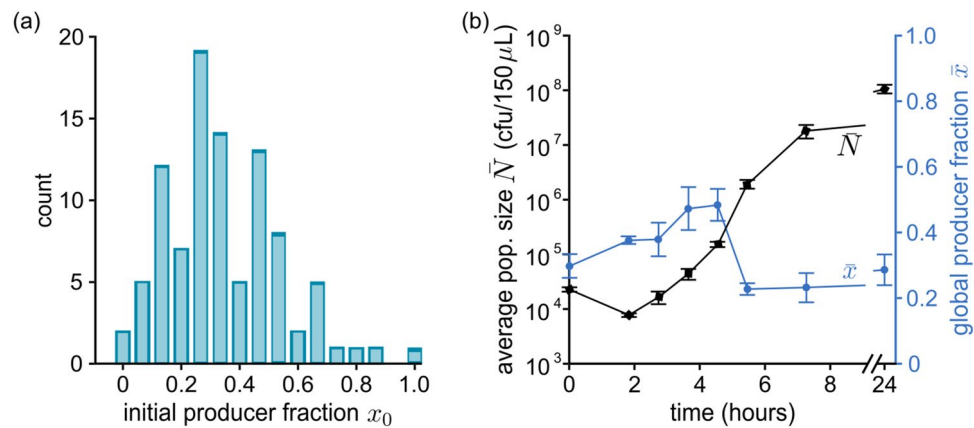 (a)
20
15
10
5
0
count
0 0.2 0.4 0.6 0.8 1.0
initial producer fraction x₀
(b)
10⁹
10⁸
10⁷
10⁶
10⁵
10⁴
10³
average pop. size N̄ (cfu/150 μL)
N̄
x̄
0 2 4 6 8 24
time (hours)
1.0
0.8
0.6
0.4
0.2
0
global producer fraction x̄